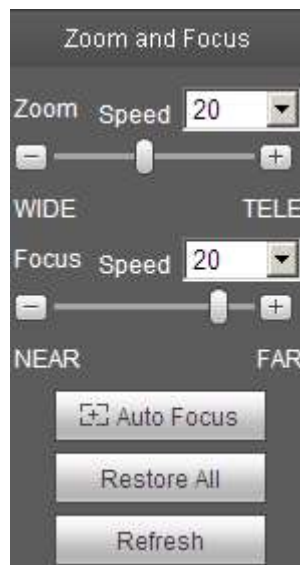 Zoom and Focus
Zoom Speed 20
WIDE TELE
Focus Speed 20
NEAR FAR
Auto Focus
Restore All
Refresh